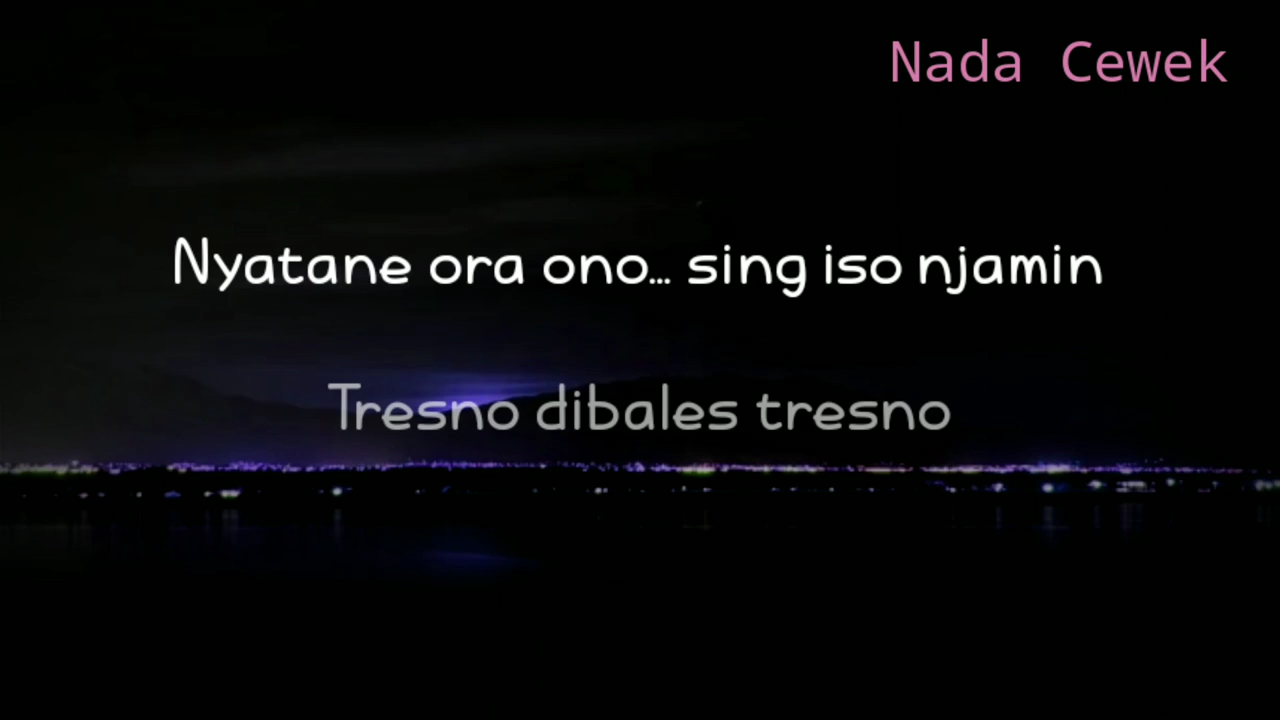 Nada Cewek
Nyatane ora ono... sing iso njamin
Tresno dibales tresno